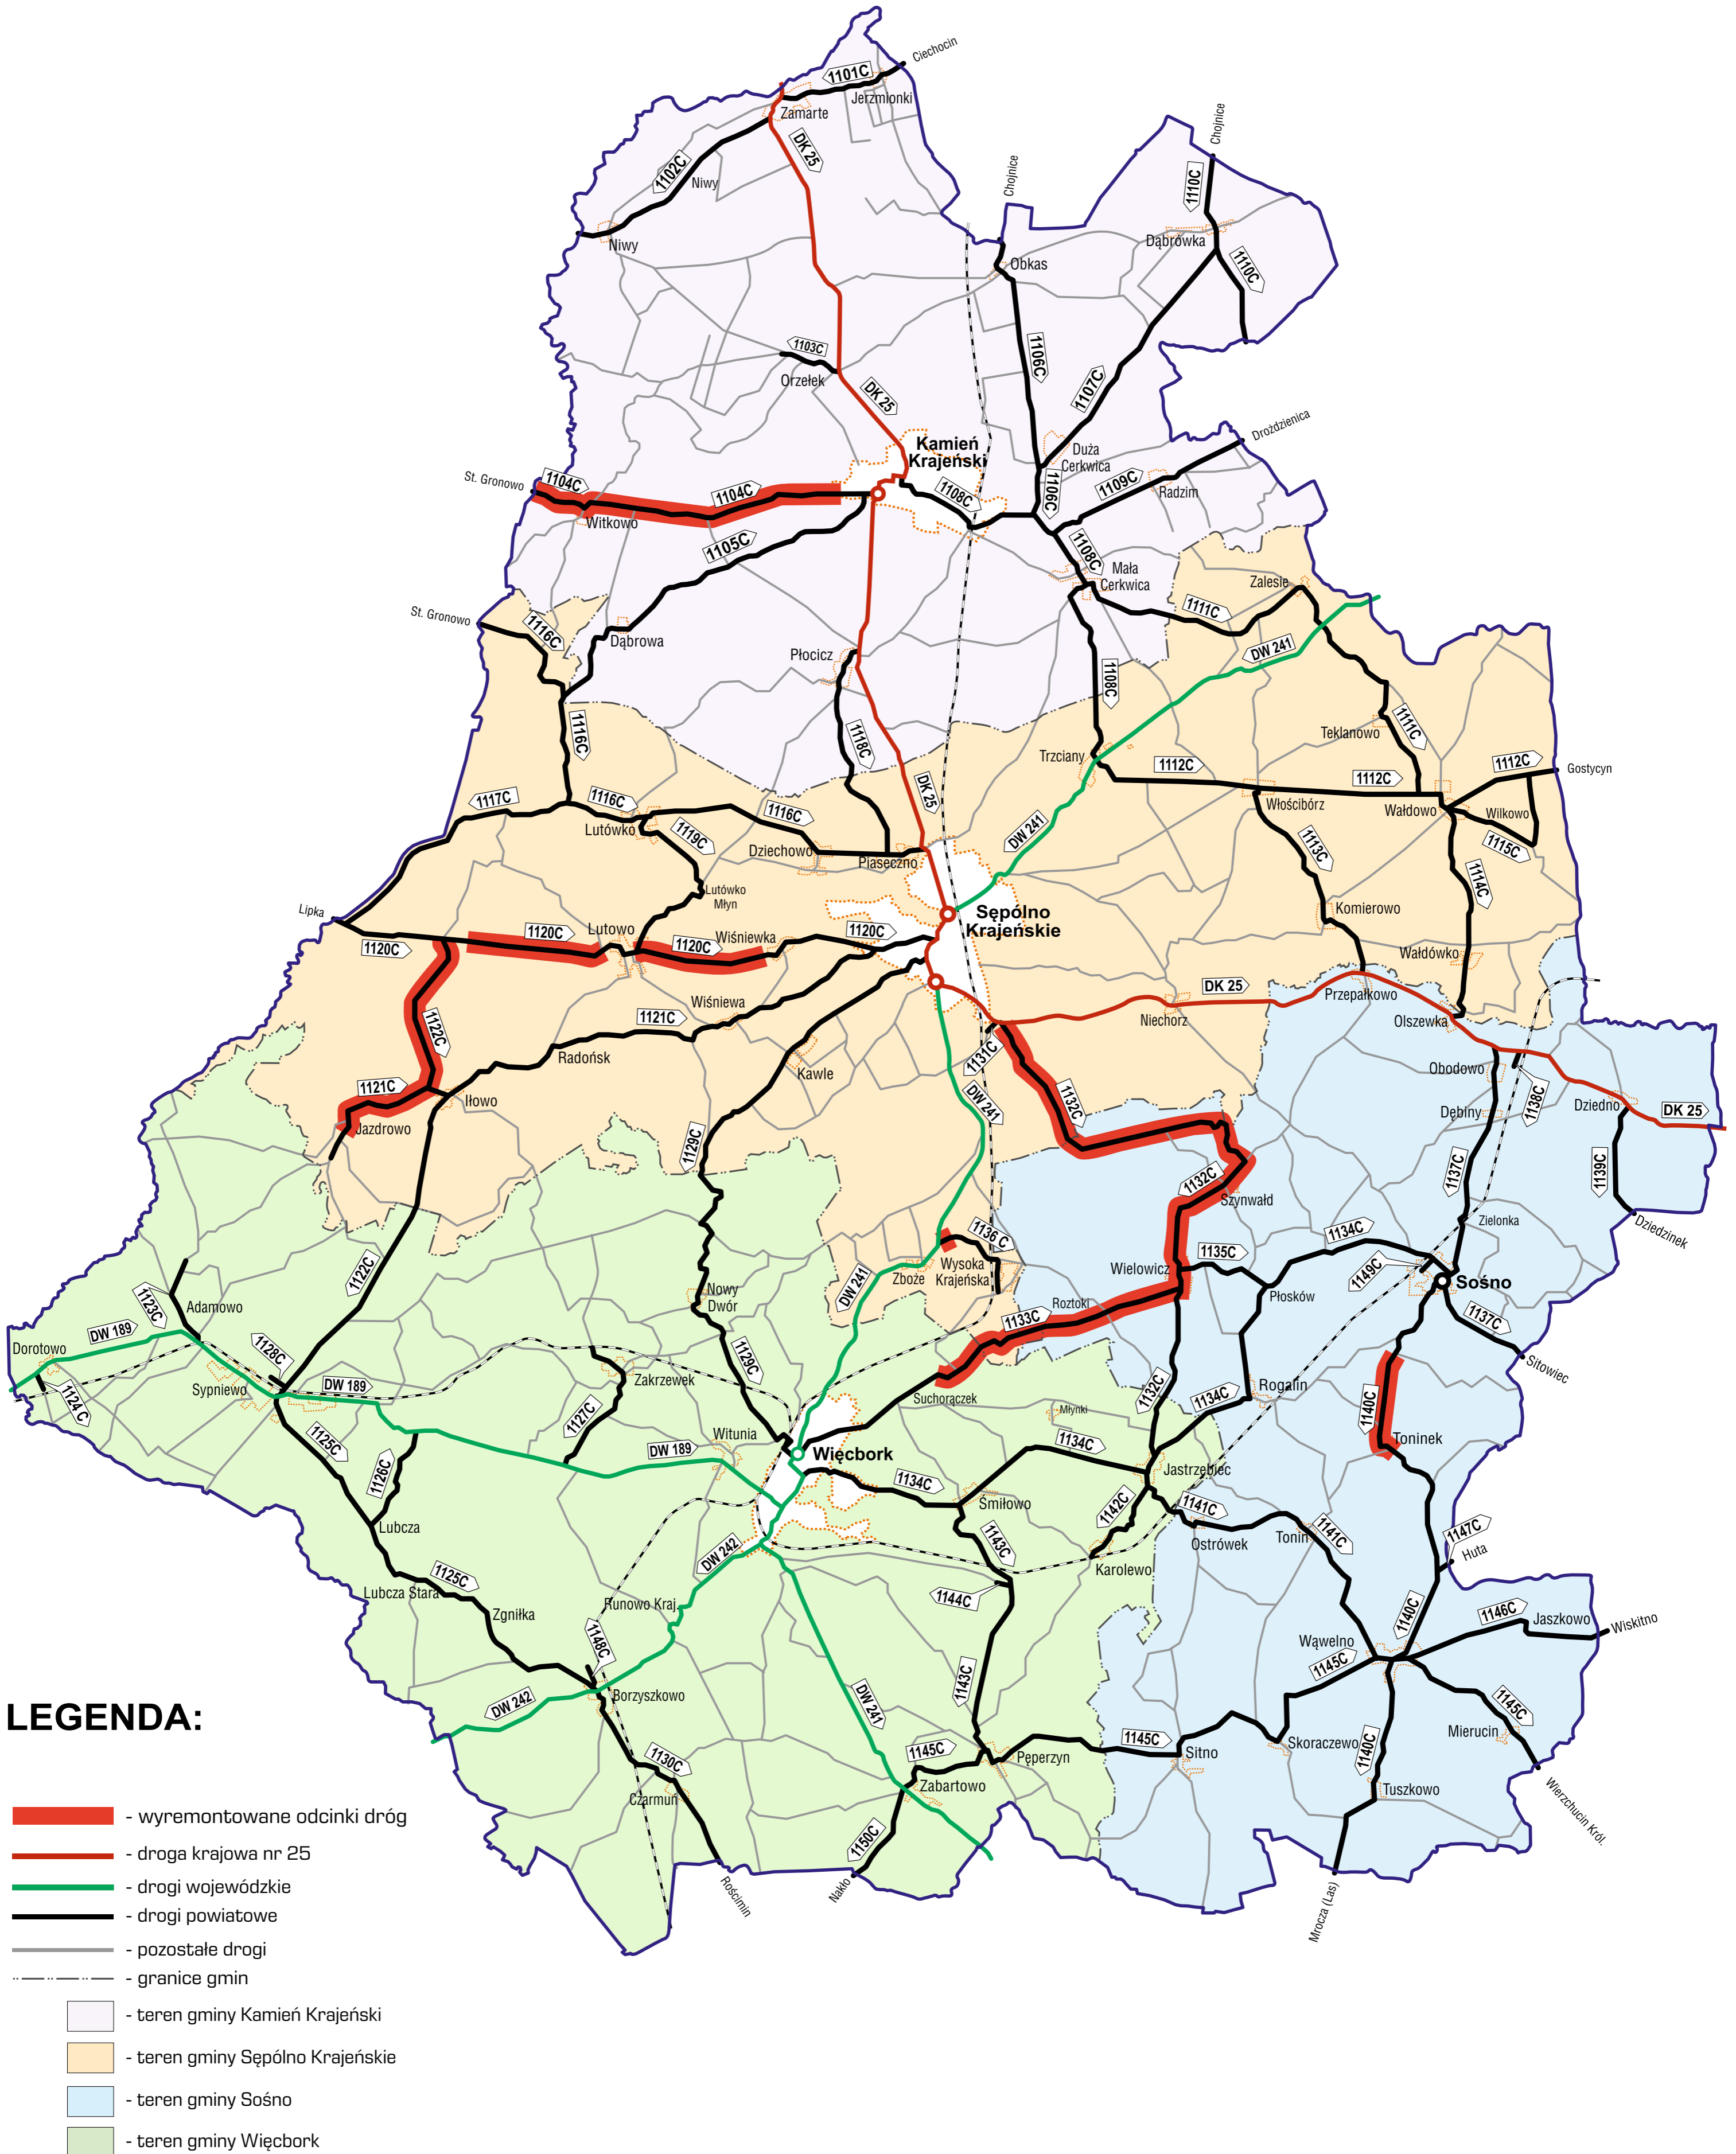 Ciechocin
1101C
Jerzmionki
Zamarte
DK 25
Chojnice
1102C
Niwy
Chojnice
1110C
Niwy
Dąbrówka
Obkas
1110C
1103C
Orzełek
1106C
1107C
DK 25
Drożdzienica
Kamień
Krajeński
Duża
Cerkwica
St. Gronowo
1104C
1104C
1108C
1106C
1109C
Radzim
Witkowo
1105C
1108C
Mała
Cerkwica
Zalesie
St. Gronowo
1116C
1111C
Dąbrowa
Płocicz
DW 241
1108C
1116C
1118C
Teklanowo
1111C
Trzciany
1112C
1112C
1112C
Gostycyn
DK 25
1117C
1116C
1116C
Włościbórz
Wałdowo
Wilkowo
Lutówko
1119C
DW 241
Dziechowo
Piaseczno
1113C
1115C
1114C
Lutówko
Młyn
Lipka
Sępólno
Krajeńskie
Komierowo
1120C
1120C
Lutowo
1120C
Wiśniewka
1120C
Wałdówko
DK 25
Przepałkowo
Wiśniewa
1121C
Niechorz
Olszewka
1122C
Radońsk
Kawle
1131C
Obodowo
1138C
1121C
Iłowo
Jazdrowo
DW 241
1132C
Dębiny
Dziedno
DK 25
1129C
1137C
1139C
1132C
Szynwałd
Zielonka
Dziedzinek
1136 C
1134C
1135C
Wysoka
Krajeńska
Zboże
Wielowicz
1149C
Sośno
1122C
DW 241
Nowy
Dwór
Płosków
1123C
Adamowo
Roztoki
1133C
1137C
DW 189
Dorotowo
1128C
1129C
Sitowiec
1124 C
Sypniewo
DW 189
Zakrzewek
Suchorączek
1132C
1134C
Rogalin
1140C
1127C
Młynki
Witunia
1134C
Toninek
1125C
DW 189
Więcbork
1126C
1134C
Jastrzębiec
Śmiłowo
1142C
1141C
Lubcza
Ostrówek
Tonin
1141C
1147C
Huta
1143C
DW 242
Karolewo
1125C
1144C
Lubcza Stara
Zgniłka
Runowo Kraj.
1140C
1146C
Jaszkowo
Wiskitno
1148C
Wąwelno
1145C
1143C
Borzyszkowo
DW 242
DW 241
1145C
Mierucin
1145C
1145C
Skoraczewo
Pęperzyn
Sitno
1140C
1130C
Zabartowo
Czarmuń
Tuszkowo
Wierzchucin Król.
1150C
Rościmin
Nakło
Mrocza (Las)
LEGENDA:
- wyremontowane odcinki dróg
- droga krajowa nr 25
- drogi wojewódzkie
- drogi powiatowe
- pozostałe drogi
- granice gmin
- teren gminy Kamień Krajeński
- teren gminy Sępólno Krajeńskie
- teren gminy Sośno
- teren gminy Więcbork